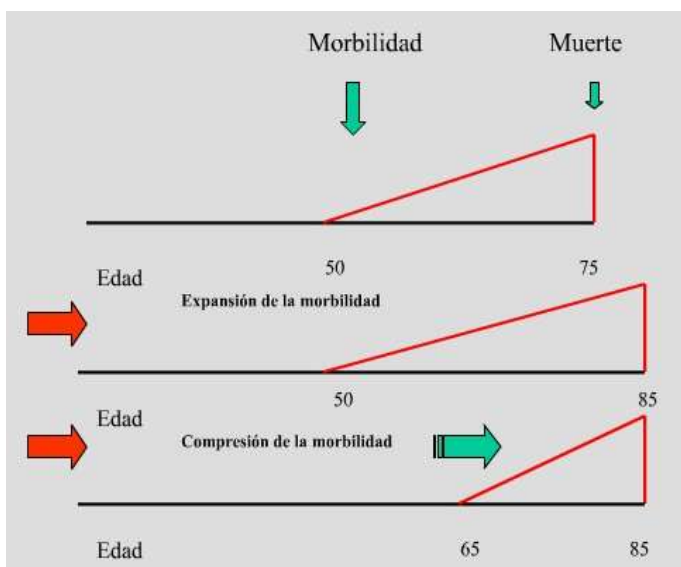 Morbilidad Muerte
50 75
Edad
Expansión de la morbilidad
50 85
Edad
Compresión de la morbilidad
Edad 65 85